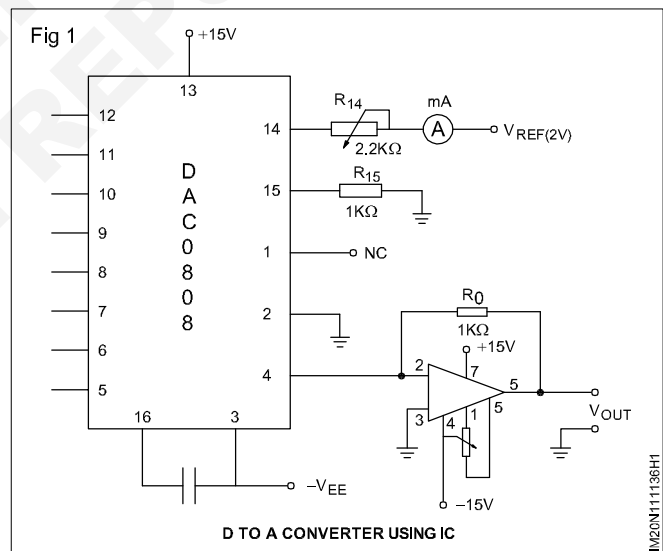 Fig 1
+15V
13
12
11
10
9
8
7
6
5
D
A
C
0
8
0
8
14
15
1
2
4
16
3
R14
2.2KΩ
mA
A
VREF(2V)
R15
1KΩ
NC
R0
1KΩ
+15V
2
7
5
3
4
1
5
VOUT
–15V
–VEE
D TO A CONVERTER USING IC
IM20N111136H1